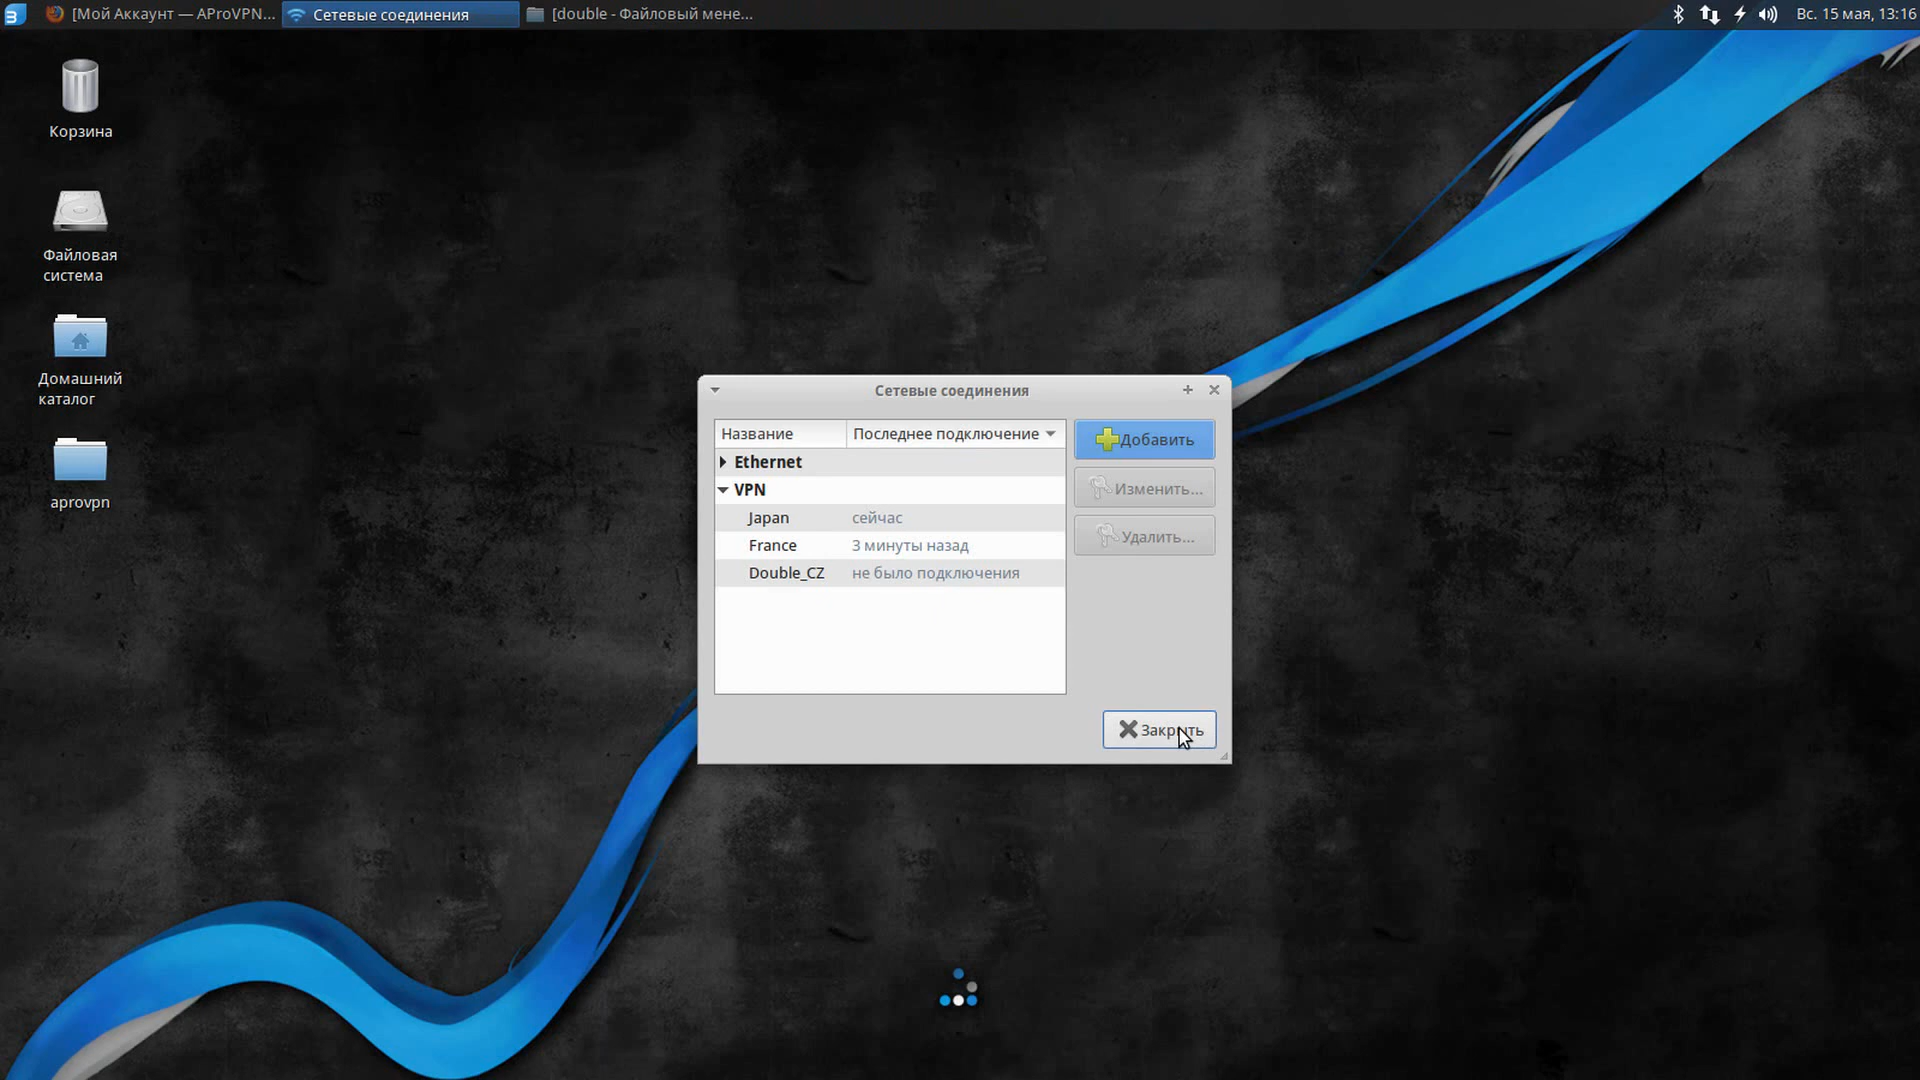 [Мой Аккаунт — AProVPN...
Сетевые соединения
[double - Файловый мене...
Вс. 15 мая, 13:16
Корзина
Файловая
система
Домашний
каталог
aprovpn
Сетевые соединения
Название
Последнее подключение
Ethernet
VPN
Japan сейчас
France 3 минуты назад
Double_CZ не было подключения
Добавить
Изменить...
Удалить...
Закрыть